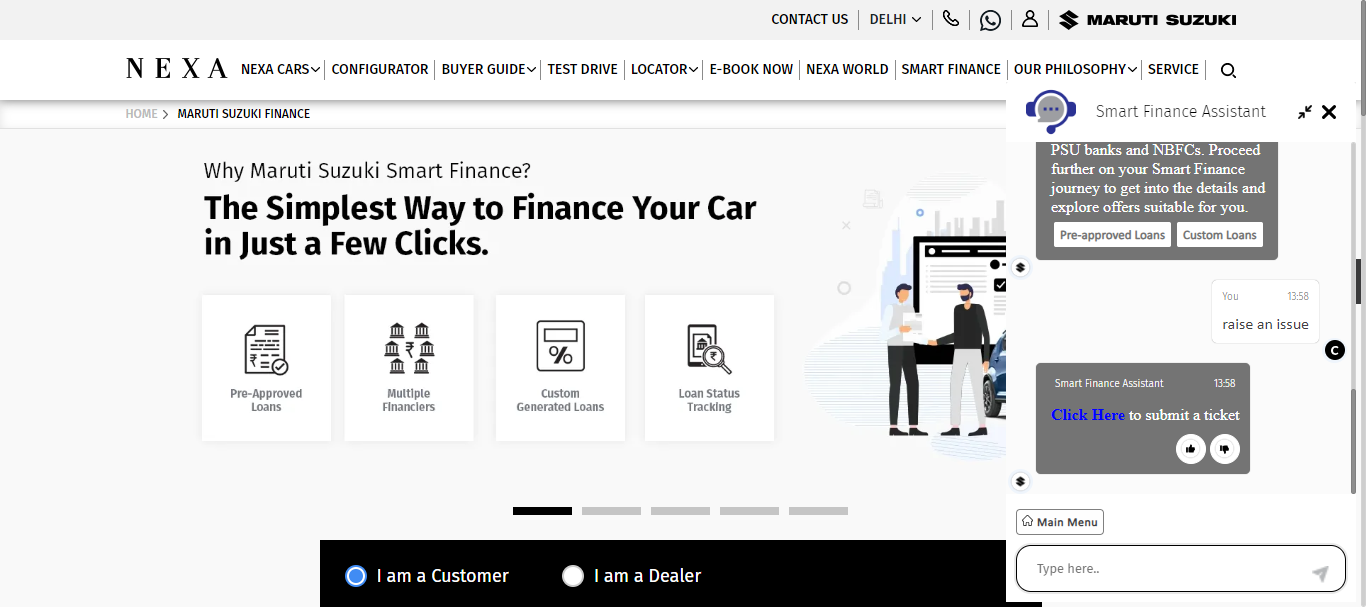 CONTACT US
DELHI
MARUTI SUZUKI
NEXA
NEXA CARS
CONFIGURATOR
BUYER GUIDE
TEST DRIVE
LOCATOR
E-BOOK NOW
NEXA WORLD
SMART FINANCE
OUR PHILOSOPHY
SERVICE
HOME
MARUTI SUZUKI FINANCE
Why Maruti Suzuki Smart Finance?
The Simplest Way to Finance Your Car
in Just a Few Clicks.
Pre-Approved
Loans
Multiple
Financiers
Custom
Generated Loans
Loan Status
Tracking
I am a Customer
I am a Dealer
Smart Finance Assistant
PSU banks and NBFCs. Proceed
further on your Smart Finance
journey to get into the details and
explore offers suitable for you.
Pre-approved Loans
Custom Loans
You 13:58
raise an issue
C
Smart Finance Assistant 13:58
Click Here to submit a ticket
Main Menu
Type here..